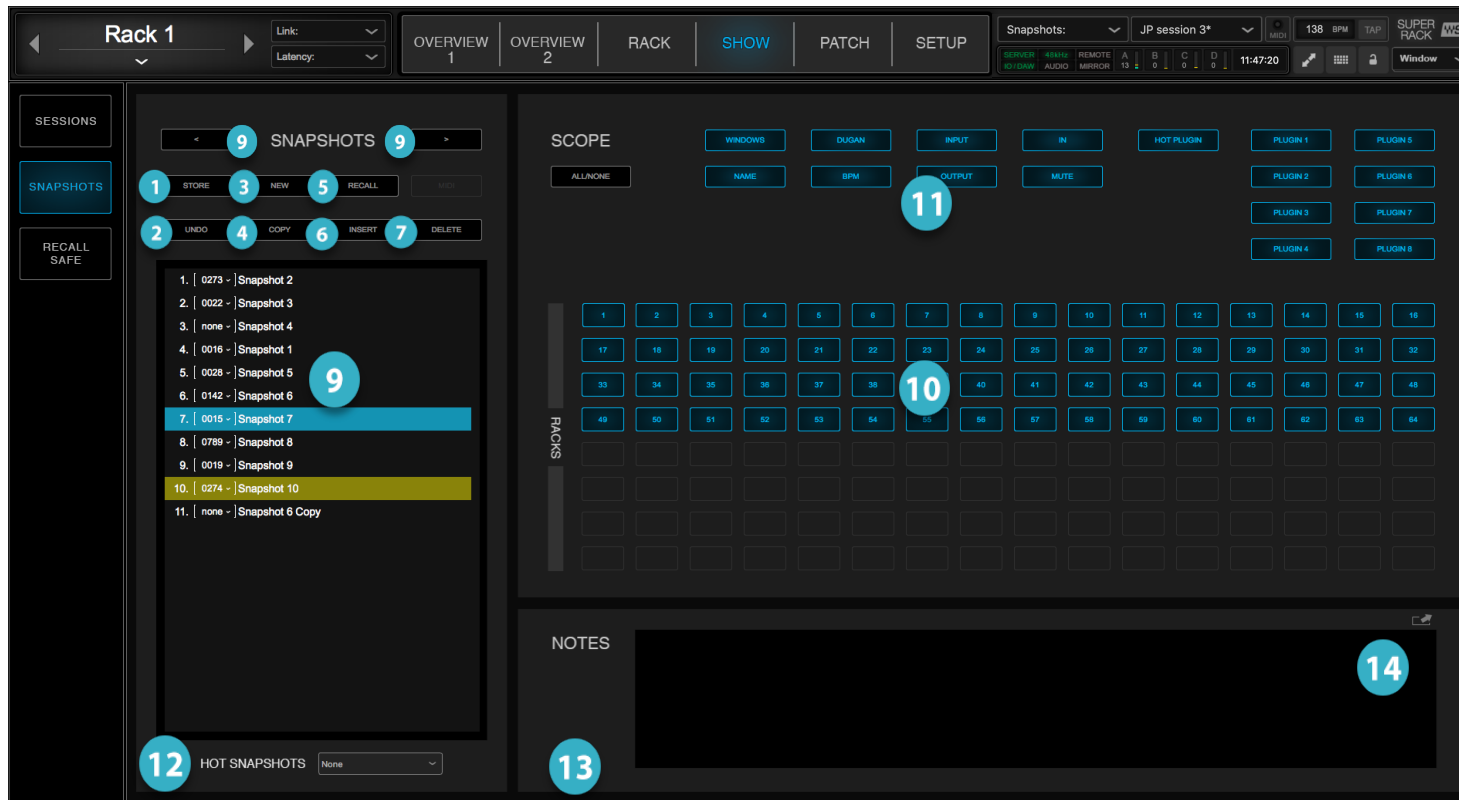 Rack 1
Link:
Latency:
OVERVIEW 1
OVERVIEW 2
RACK
SHOW
PATCH
SETUP
Snapshots:
JP session 3*
MIDI
138 BPM
TAP
SUPER RACK
SERVER 48kHz REMOTE A B C D
IO/DAW AUDIO MIRROR 13 0 0 0
11:47:20
Window
SESSIONS
SNAPSHOTS
RECALL SAFE
< 9 SNAPSHOTS 9 >
1 STORE 3 NEW 5 RECALL MIDI
2 UNDO 4 COPY 6 INSERT 7 DELETE
1. [ 0273 ] Snapshot 2
2. [ 0022 ] Snapshot 3
3. [ none ] Snapshot 4
4. [ 0016 ] Snapshot 1
5. [ 0028 ] Snapshot 5
6. [ 0142 ] Snapshot 6
7. [ 0015 ] Snapshot 7
8. [ 0789 ] Snapshot 8
9. [ 0019 ] Snapshot 9
10. [ 0274 ] Snapshot 10
11. [ none ] Snapshot 6 Copy
9
12 HOT SNAPSHOTS None
SCOPE
WINDOWS DUGAN INPUT IN HOT PLUGIN PLUGIN 1 PLUGIN 5
ALL/NONE NAME BPM OUTPUT MUTE PLUGIN 2 PLUGIN 6
11
PLUGIN 3 PLUGIN 7
PLUGIN 4 PLUGIN 8
RACKS
1 2 3 4 5 6 7 8 9 10 11 12 13 14 15 16
17 18 19 20 21 22 23 24 25 26 27 28 29 30 31 32
33 34 35 36 37 38 10 40 41 42 43 44 45 46 47 48
49 50 51 52 53 54 55 56 57 58 59 60 61 62 63 64
NOTES
14
13